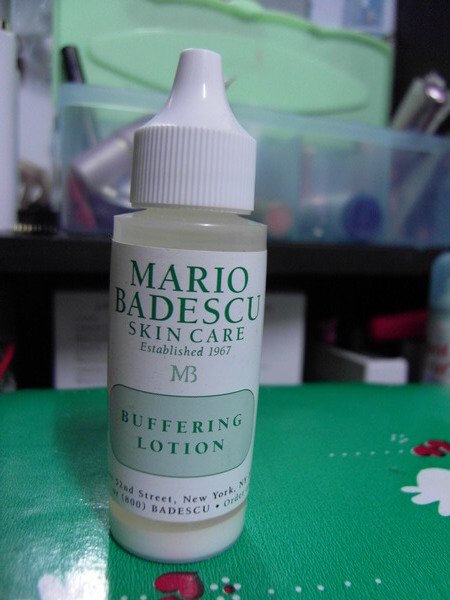 MARIO
BADESCU
SKIN CARE
Established 1967
MB
BUFFERING
LOTION
52nd Street, New York, NY
(800) BADESCU • Order